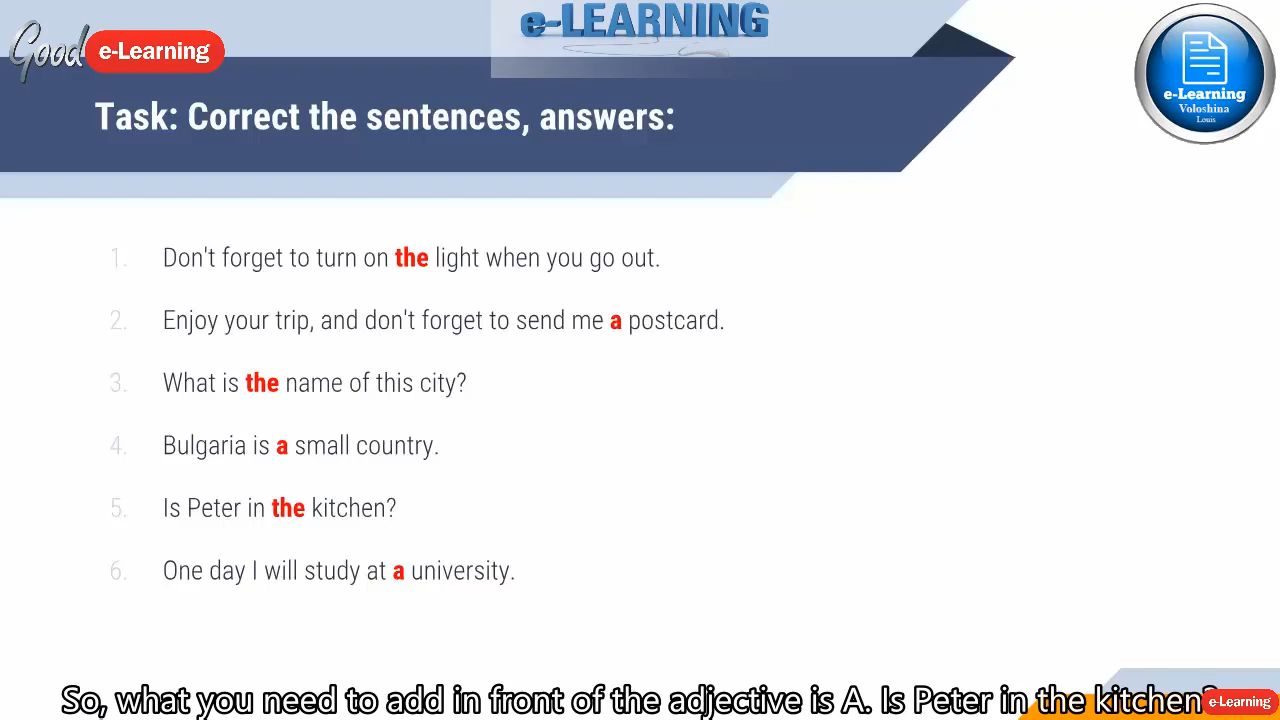 e-LEARNING
Good e-Learning
e-Learning
Voloshina
Louis
Task: Correct the sentences, answers:
1. Don't forget to turn on the light when you go out.
2. Enjoy your trip, and don't forget to send me a postcard.
3. What is the name of this city?
4. Bulgaria is a small country.
5. Is Peter in the kitchen?
6. One day I will study at a university.
So, what you need to add in front of the adjective is A. Is Peter in the kitchen?
e-Learning